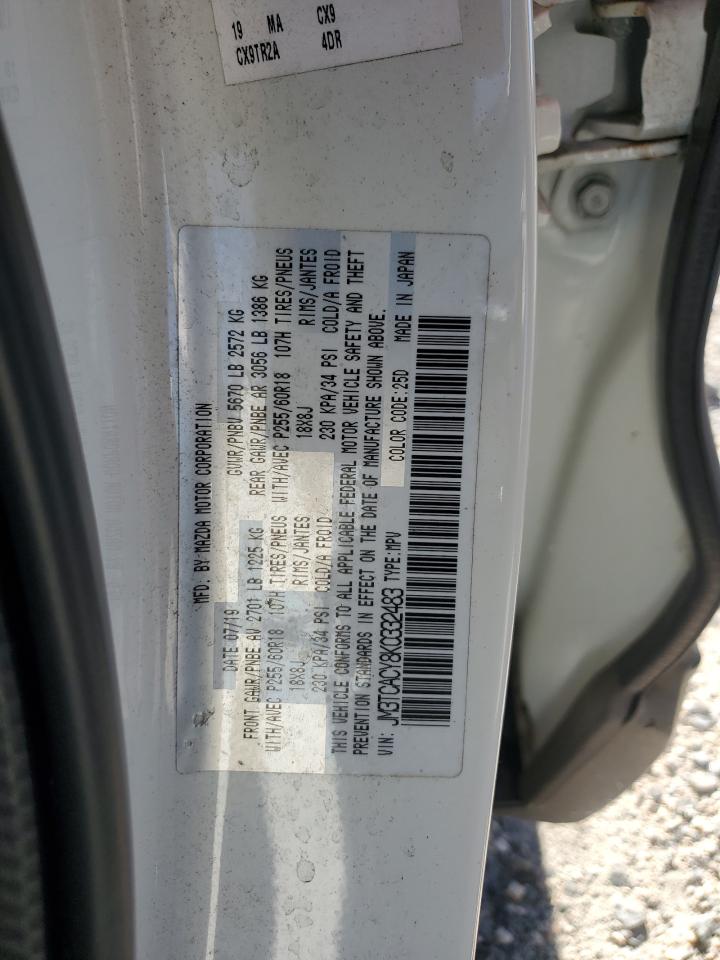 19 MA CX9
CX9TR2A 4DR
MFD. BY MAZDA MOTOR CORPORATION
DATE 07/19 GVWR/PNBV 5670 LB 2572 KG
FRONT GAWR/PNBE AV 2701 LB 1225 KG REAR GAWR/PNBE AR 3056 LB 1386 KG
WITH/AVEC P255/60R18 107H TIRES/PNEUS WITH/AVEC P255/60R18 107H TIRES/PNEUS
18X8J RIMS/JANTES 18X8J RIMS/JANTES
230 KPA/34 PSI COLD/A FROID 230 KPA/34 PSI COLD/A FROID
THIS VEHICLE CONFORMS TO ALL APPLICABLE FEDERAL MOTOR VEHICLE SAFETY AND THEFT
PREVENTION STANDARDS IN EFFECT ON THE DATE OF MANUFACTURE SHOWN ABOVE.
VIN: JM3TCACY8K0332483 TYPE:MPV COLOR CODE:25D MADE IN JAPAN